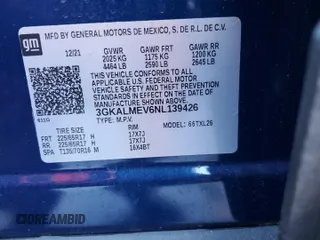 gm
MFD BY GENERAL MOTORS DE MEXICO, S. DE R.L. DE C.V.
12/21 GVWR GAWR FRT GAWR RR
2025 KG 1175 KG 1200 KG
4464 LB 2590 LB 2645 LB
THIS VEHICLE CONFORMS TO ALL APPLICABLE
U.S. FEDERAL MOTOR VEHICLE SAFETY, BUMPER,
AND THEFT PREVENTION STANDARDS IN EFFECT ON
THE DATE OF MANUFACTURE SHOWN ABOVE.
3GKALMEV6NL139426
TYPE: M.P.V. MODEL: 66TXL26
TIRE SIZE RIM
FRT 225/65R17 H 17X7J
RR 225/65R17 H 17X7J
SPA T135/70R16 M 16X4BT
DREAMBID